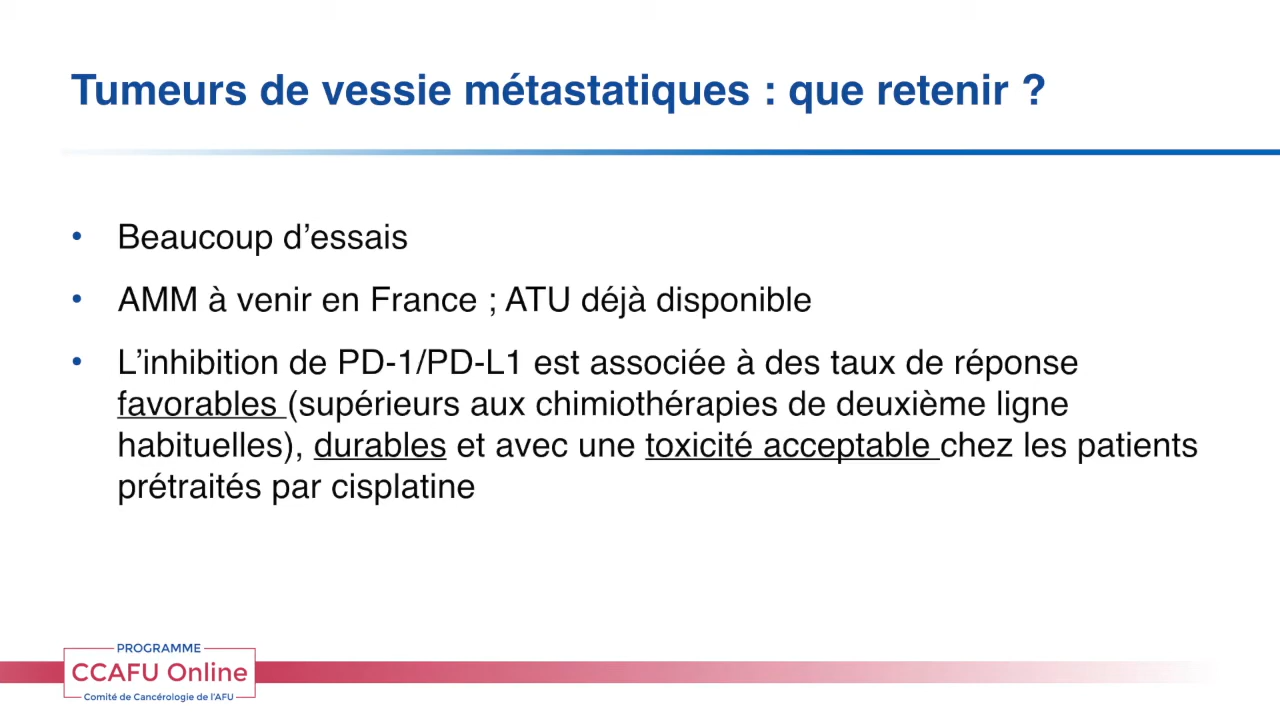 Tumeurs de vessie métastatiques : que retenir ?
• Beaucoup d’essais
• AMM à venir en France ; ATU déjà disponible
• L’inhibition de PD-1/PD-L1 est associée à des taux de réponse
favorables (supérieurs aux chimiothérapies de deuxième ligne
habituelles), durables et avec une toxicité acceptable chez les patients
prétraités par cisplatine
PROGRAMME
CCAFU Online
Comité de Cancérologie de l’AFU